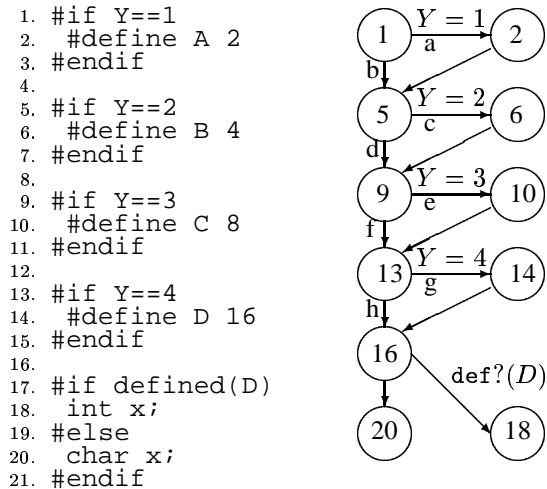 1. #if Y==1
2. #define A 2
3. #endif
4.
5. #if Y==2
6. #define B 4
7. #endif
8.
9. #if Y==3
10. #define C 8
11. #endif
12.
13. #if Y==4
14. #define D 16
15. #endif
16.
17. #if defined(D)
18. int x;
19. #else
20. char x;
21. #endif
1 Y = 1 2
a
b
5 Y = 2 6
c
d
9 Y = 3 10
e
f
13 Y = 4 14
g
h
16
def?(D)
20 18